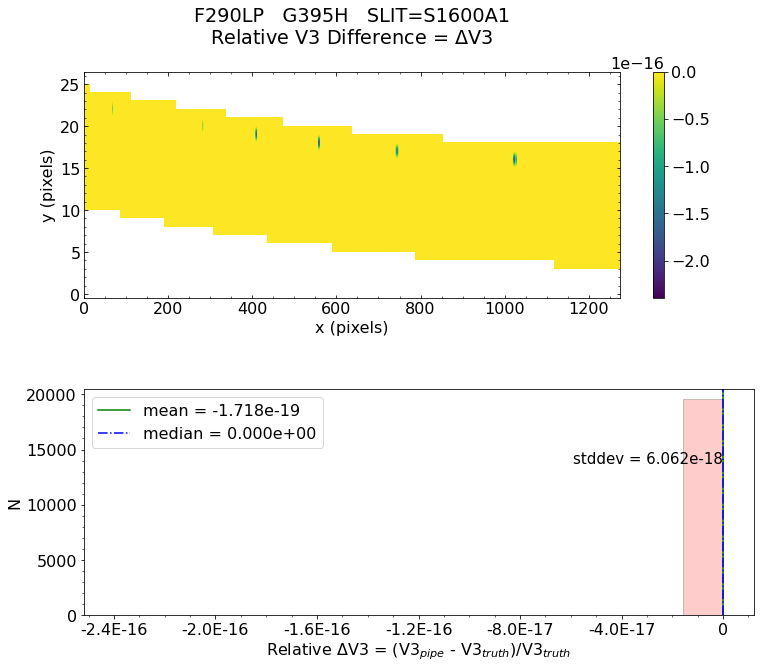 F290LP G395H SLIT=S1600A1
Relative V3 Difference = ΔV3
1e−16
25
20
15
10
5
0
y (pixels)
0 200 400 600 800 1000 1200
x (pixels)
0.0
−0.5
−1.0
−1.5
−2.0
20000
15000
10000
5000
0
N
mean = -1.718e-19
median = 0.000e+00
stddev = 6.062e-18
-2.4E-16 -2.0E-16 -1.6E-16 -1.2E-16 -8.0E-17 -4.0E-17 0
Relative ΔV3 = (V3pipe - V3truth)/V3truth